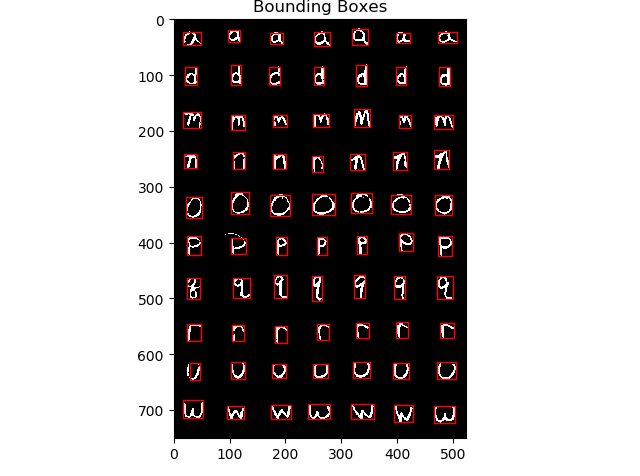 Bounding Boxes
0
a a a a a a a
100 d d d d d d d
m m m m m m m
200
n n n n n n n
300
o o o o o o o
400 p p p p p p p
q q q q q q q
500
r r r r r r r
600
u u u u u u u
700 w w w w w w w
0 100 200 300 400 500